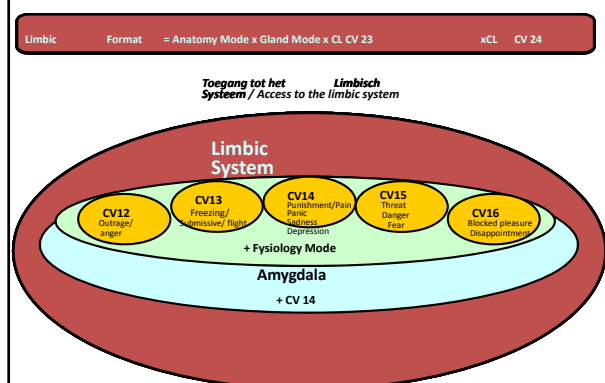 Limbic Format = Anatomy Mode x Gland Mode x CL CV 23 xCL CV 24
Toegang tot het Limbisch
Systeem / Access to the limbic system
Limbic
System
CV12
Outrage/
anger
CV13
Freezing/
Submissive/ flight
CV14
Punishment/Pain
Panic
Sadness
Depression
CV15
Threat
Danger
Fear
CV16
Blocked pleasure
Disappointment
+ Fysiology Mode
Amygdala
+ CV 14